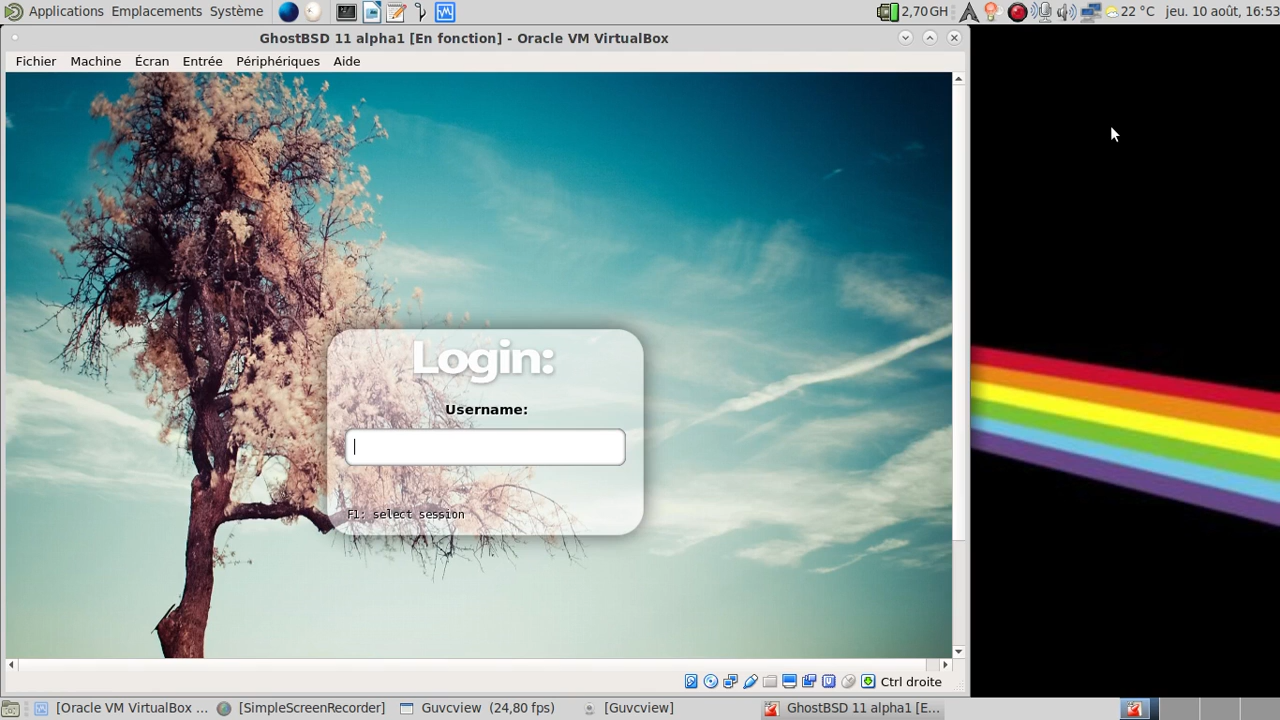 Applications Emplacements Système 2,70 GH 22 °C jeu. 10 août, 16:53
GhostBSD 11 alpha1 [En fonction] - Oracle VM VirtualBox
Fichier Machine Écran Entrée Périphériques Aide
Login:
Username:
F1: select session
Ctrl droite
[Oracle VM VirtualBox ... [SimpleScreenRecorder] Guvcview (24,80 fps) [Guvcview] GhostBSD 11 alpha1 [E...